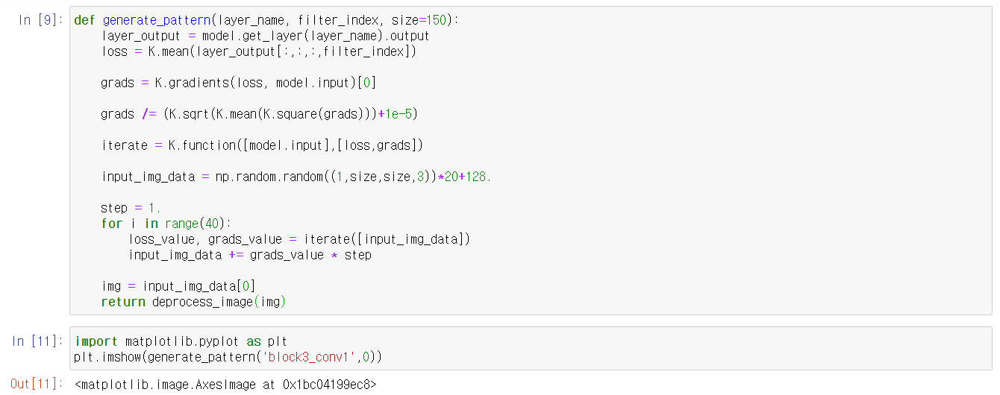 In [9]: def generate_pattern(layer_name, filter_index, size=150):
    layer_output = model.get_layer(layer_name).output
    loss = K.mean(layer_output[:,:,:,filter_index])

    grads = K.gradients(loss, model.input)[0]

    grads /= (K.sqrt(K.mean(K.square(grads)))+1e-5)

    iterate = K.function([model.input],[loss,grads])

    input_img_data = np.random.random((1,size,size,3))*20+128.

    step = 1.
    for i in range(40):
        loss_value, grads_value = iterate([input_img_data])
        input_img_data += grads_value * step

    img = input_img_data[0]
    return deprocess_image(img)
In [11]: import matplotlib.pyplot as plt
plt.imshow(generate_pattern('block3_conv1',0))
Out[11]: <matplotlib.image.AxesImage at 0x1bc04199ec8>